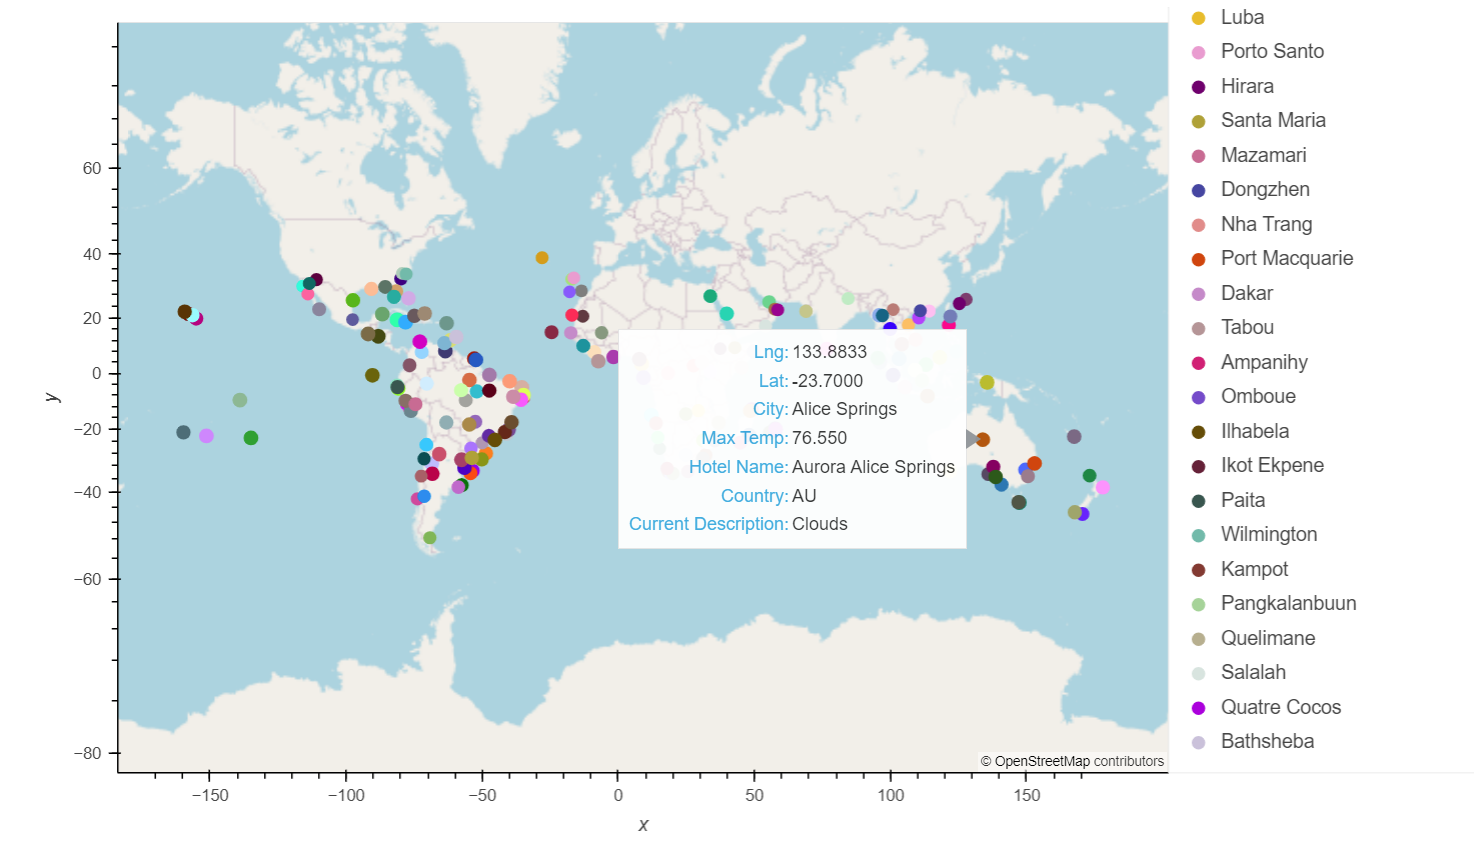 60
40
20
0
−20
−40
−60
−80
y
−150
−100
−50
0
50
100
150
x
Lng: 133.8833
Lat: -23.7000
City: Alice Springs
Max Temp: 76.550
Hotel Name: Aurora Alice Springs
Country: AU
Current Description: Clouds
© OpenStreetMap contributors
Luba
Porto Santo
Hirara
Santa Maria
Mazamari
Dongzhen
Nha Trang
Port Macquarie
Dakar
Tabou
Ampanihy
Omboue
Ilhabela
Ikot Ekpene
Paita
Wilmington
Kampot
Pangkalanbuun
Quelimane
Salalah
Quatre Cocos
Bathsheba